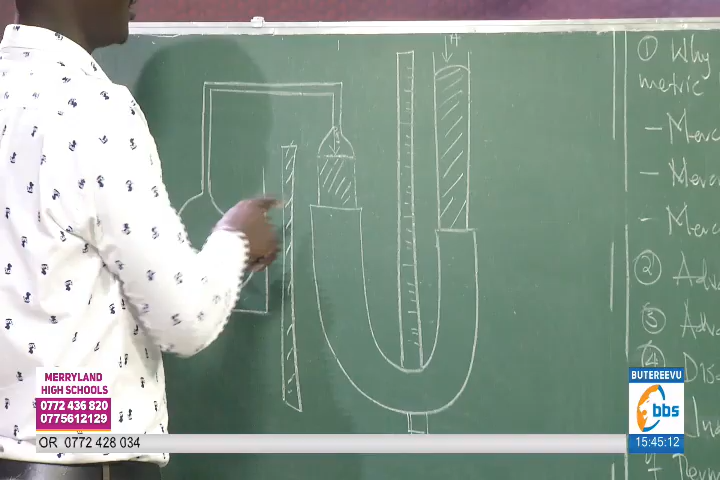 H
① Why
metric
- Merc
- Merc
- Merc
② Adv
③ Adv
④ Dis
MERRYLAND
HIGH SCHOOLS
0772 436 820
0775612129
OR 0772 428 034
BUTEREEVU
bbs
15:45:12